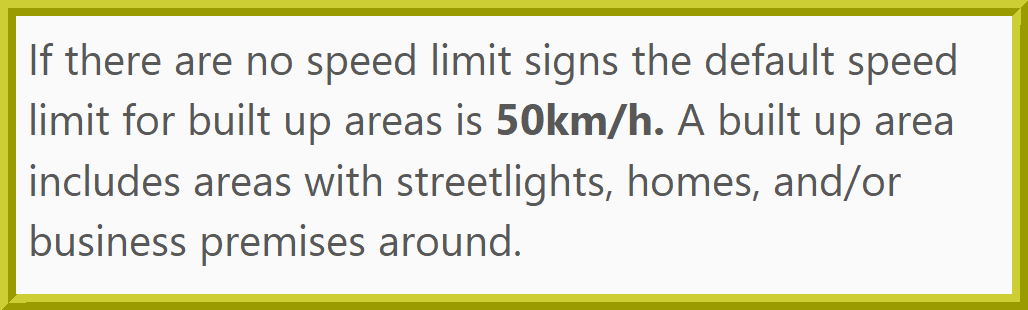 If there are no speed limit signs the default speed
limit for built up areas is 50km/h. A built up area
includes areas with streetlights, homes, and/or
business premises around.